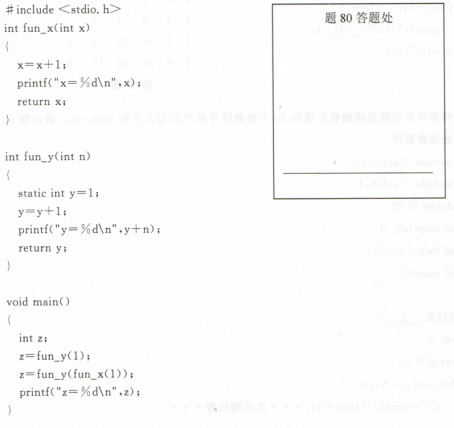 #include <stdio.h>
int fun_x(int x)
{
x=x+1;
printf("x=%d\n",x);
return x;
}
int fun_y(int n)
{
static int y=1;
y=y+1;
printf("y=%d\n",y+n);
return y;
}
void main()
{
int z;
z=fun_y(1);
z=fun_y(fun_x(1));
printf("z=%d\n",z);
}
题 80 答题处